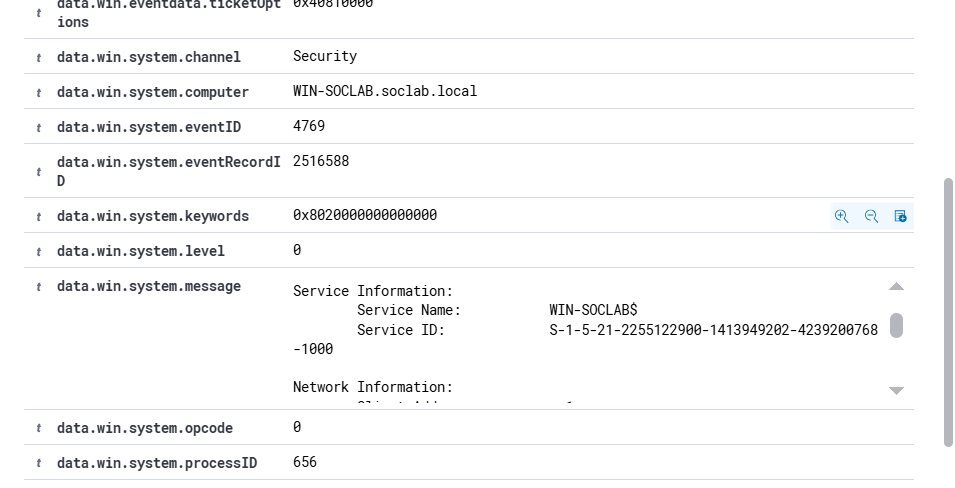 t data.win.eventdata.ticketOpt 0x40810000
ions
t data.win.system.channel Security
t data.win.system.computer WIN-SOCLAB.soclab.local
t data.win.system.eventID 4769
t data.win.system.eventRecordI 2516588
D
t data.win.system.keywords 0x8020000000000000
t data.win.system.level 0
t data.win.system.message Service Information:
Service Name: WIN-SOCLAB$
Service ID: S-1-5-21-2255122900-1413949202-4239200768
-1000
Network Information:
t data.win.system.opcode 0
t data.win.system.processID 656